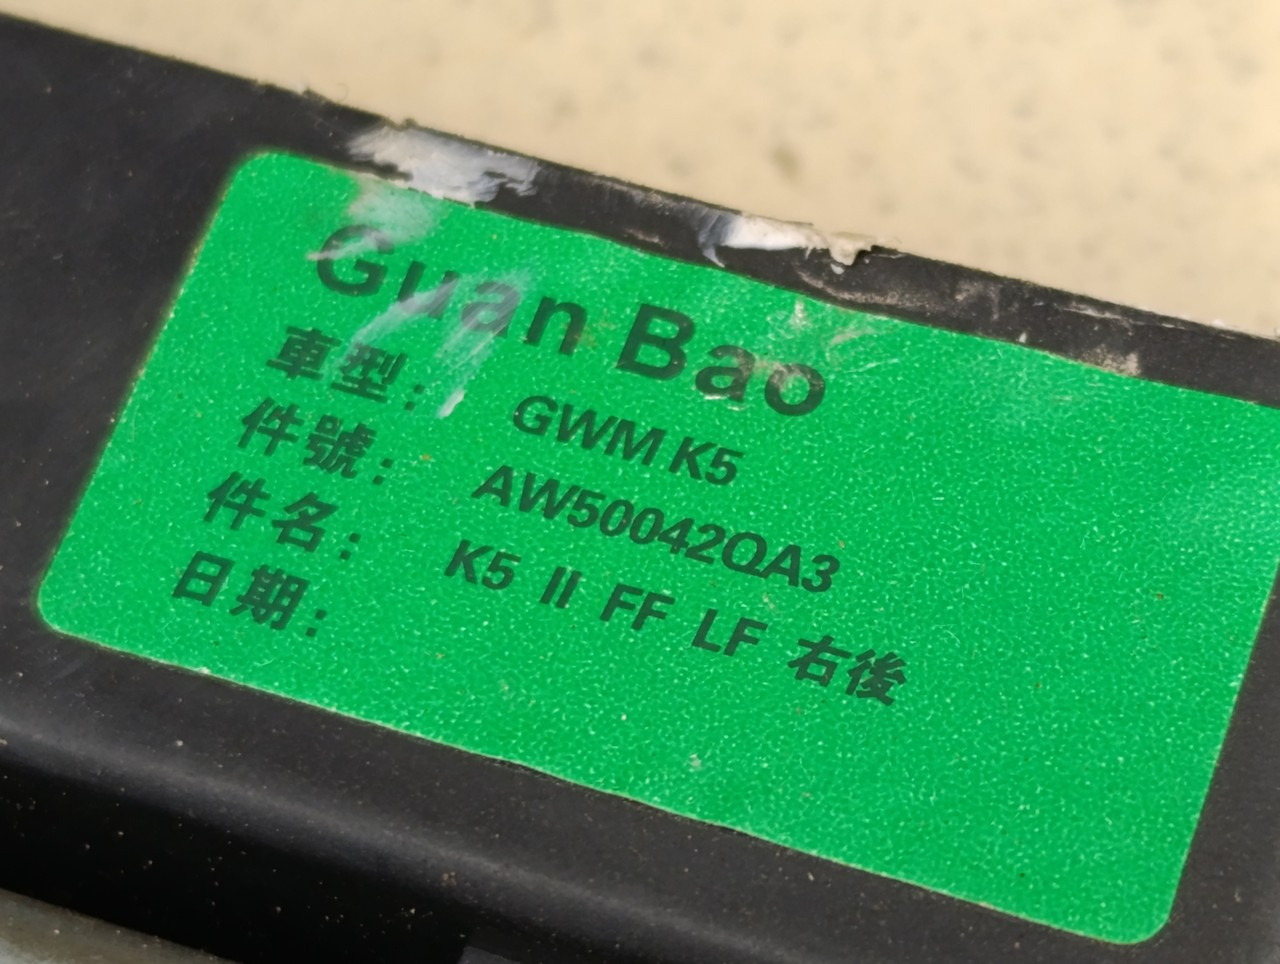 Guan Bao
車型： GWM K5
件號： AW50042QA3
件名： K5 II FF LF 右後
日期：